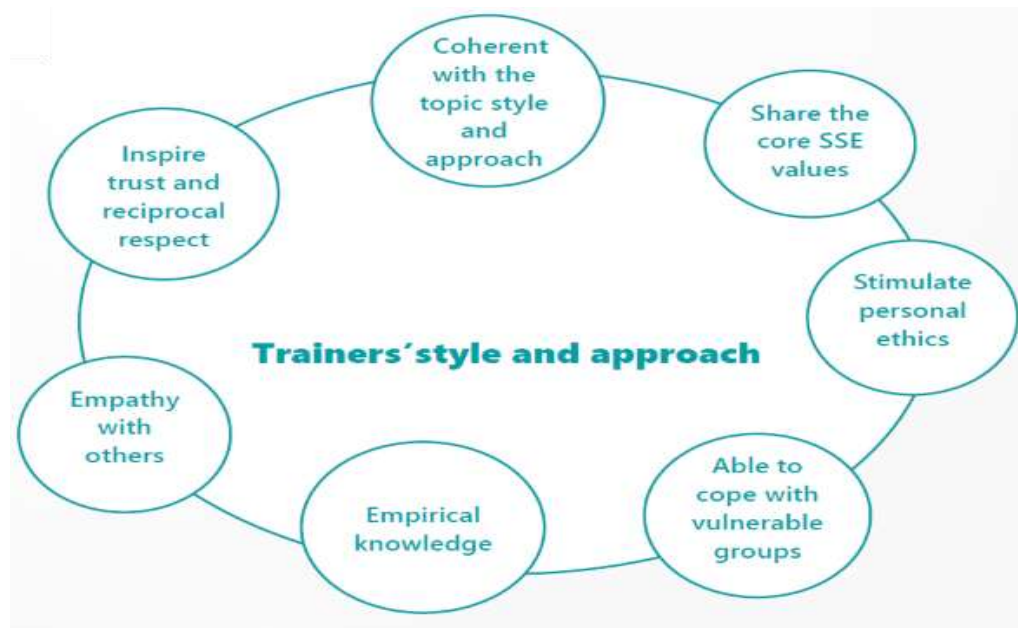 Coherent
with the
topic style
and
approach
Share the
core SSE
values
Stimulate
personal
ethics
Able to
cope with
vulnerable
groups
Empirical
knowledge
Empathy
with
others
Inspire
trust and
reciprocal
respect
Trainers´style and approach